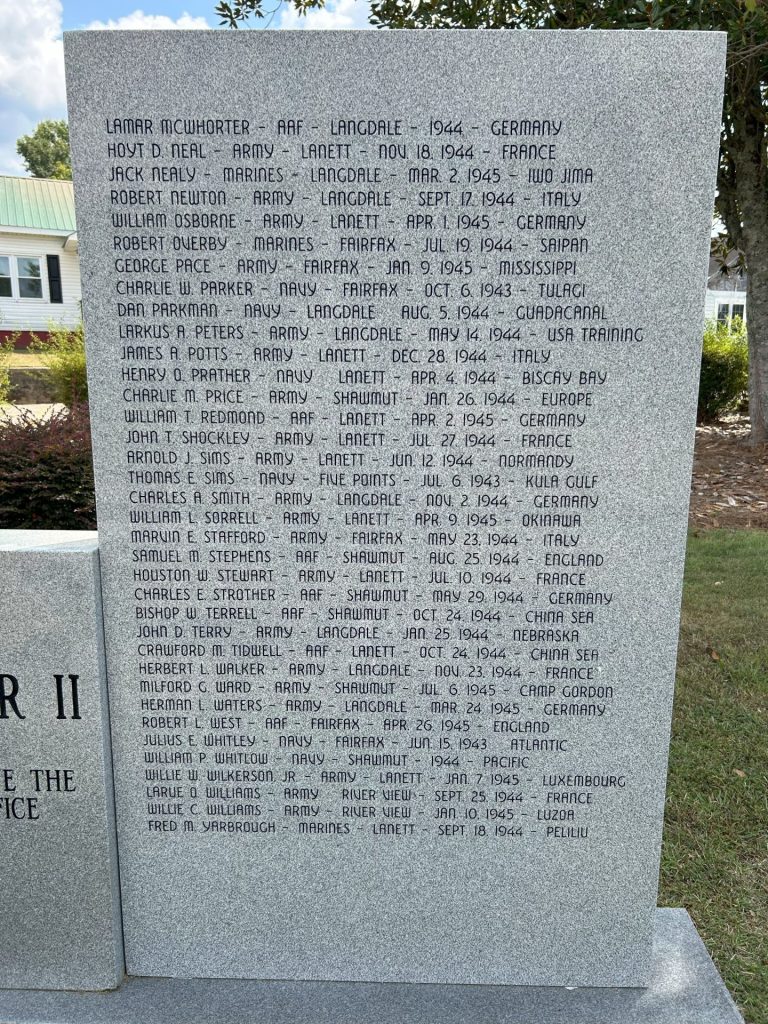 LAMAR MCWHORTER - AAF - LANGDALE - 1944 - GERMANY
HOYT D. NEAL - ARMY - LANETT - NOV. 18. 1944 - FRANCE
JACK NEALY - MARINES - LANGDALE - MAR. 2. 1945 - IWO JIMA
ROBERT NEWTON - ARMY - LANGDALE - SEPT. 17. 1944 - ITALY
WILLIAM OSBORNE - ARMY - LANETT - APR. 1. 1945 - GERMANY
ROBERT OVERBY - MARINES - FAIRFAX - JUL. 19. 1944 - SAIPAN
GEORGE PACE - ARMY - FAIRFAX - JAN. 9. 1945 - MISSISSIPPI
CHARLIE W. PARKER - NAVY - FAIRFAX - OCT. 6. 1943 - TULAGI
DAN PARKMAN - NAVY - LANGDALE AUG. 5. 1944 - GUADACANAL
LARKUS A. PETERS - ARMY - LANGDALE - MAY 14. 1944 - USA TRAINING
JAMES A. POTTS - ARMY - LANETT - DEC. 28. 1944 - ITALY
HENRY O. PRATHER - NAVY LANETT - APR. 4. 1944 - BISCAY BAY
CHARLIE M. PRICE - ARMY - SHAWMUT - JAN. 26. 1944 - EUROPE
WILLIAM T. REDMOND - AAF - LANETT - APR. 2. 1945 - GERMANY
JOHN T. SHOCKLEY - ARMY - LANETT - JUL. 27. 1944 - FRANCE
ARNOLD J. SIMS - ARMY - LANETT - JUN. 12. 1944 - NORMANDY
THOMAS E. SIMS - NAVY - FIVE POINTS - JUL. 6. 1943 - KULA GULF
CHARLES A. SMITH - ARMY - LANGDALE - NOV. 2. 1944 - GERMANY
WILLIAM L. SORRELL - ARMY - LANETT - APR. 9. 1945 - OKINAWA
MARVIN E. STAFFORD - ARMY - FAIRFAX - MAY 23. 1944 - ITALY
SAMUEL M. STEPHENS - AAF - SHAWMUT - AUG. 25. 1944 - ENGLAND
HOUSTON W. STEWART - ARMY - LANETT - JUL. 10. 1944 - FRANCE
CHARLES E. STROTHER - AAF - SHAWMUT - MAY 29. 1944 - GERMANY
BISHOP W. TERRELL - AAF - SHAWMUT - OCT. 24. 1944 - CHINA SEA
JOHN D. TERRY - ARMY - LANGDALE - JAN. 25. 1944 - NEBRASKA
CRAWFORD M. TIDWELL - AAF - LANETT - OCT. 24. 1944 - CHINA SEA
HERBERT L. WALKER - ARMY - LANGDALE - NOV. 23. 1944 - FRANCE
MILFORD G. WARD - ARMY - SHAWMUT - JUL. 6. 1945 - CAMP GORDON
HERMAN L. WATERS - ARMY - LANGDALE - MAR. 24. 1945 - GERMANY
ROBERT L. WEST - AAF - FAIRFAX - APR. 26. 1945 - ENGLAND
JULIUS E. WHITLEY - NAVY - FAIRFAX - JUN. 15. 1943 ATLANTIC
WILLIAM P. WHITLOW - NAVY - SHAWMUT - 1944 - PACIFIC
WILLIE W. WILKERSON, JR - ARMY - LANETT - JAN. 7. 1945 - LUXEMBOURG
LARUE O. WILLIAMS - ARMY RIVER VIEW - SEPT. 25. 1944 - FRANCE
WILLIE C. WILLIAMS - ARMY - RIVER VIEW - JAN. 10. 1945 - LUZOA
FRED M. YARBROUGH - MARINES - LANETT - SEPT. 18. 1944 - PELILIU
R II
E THE
FICE